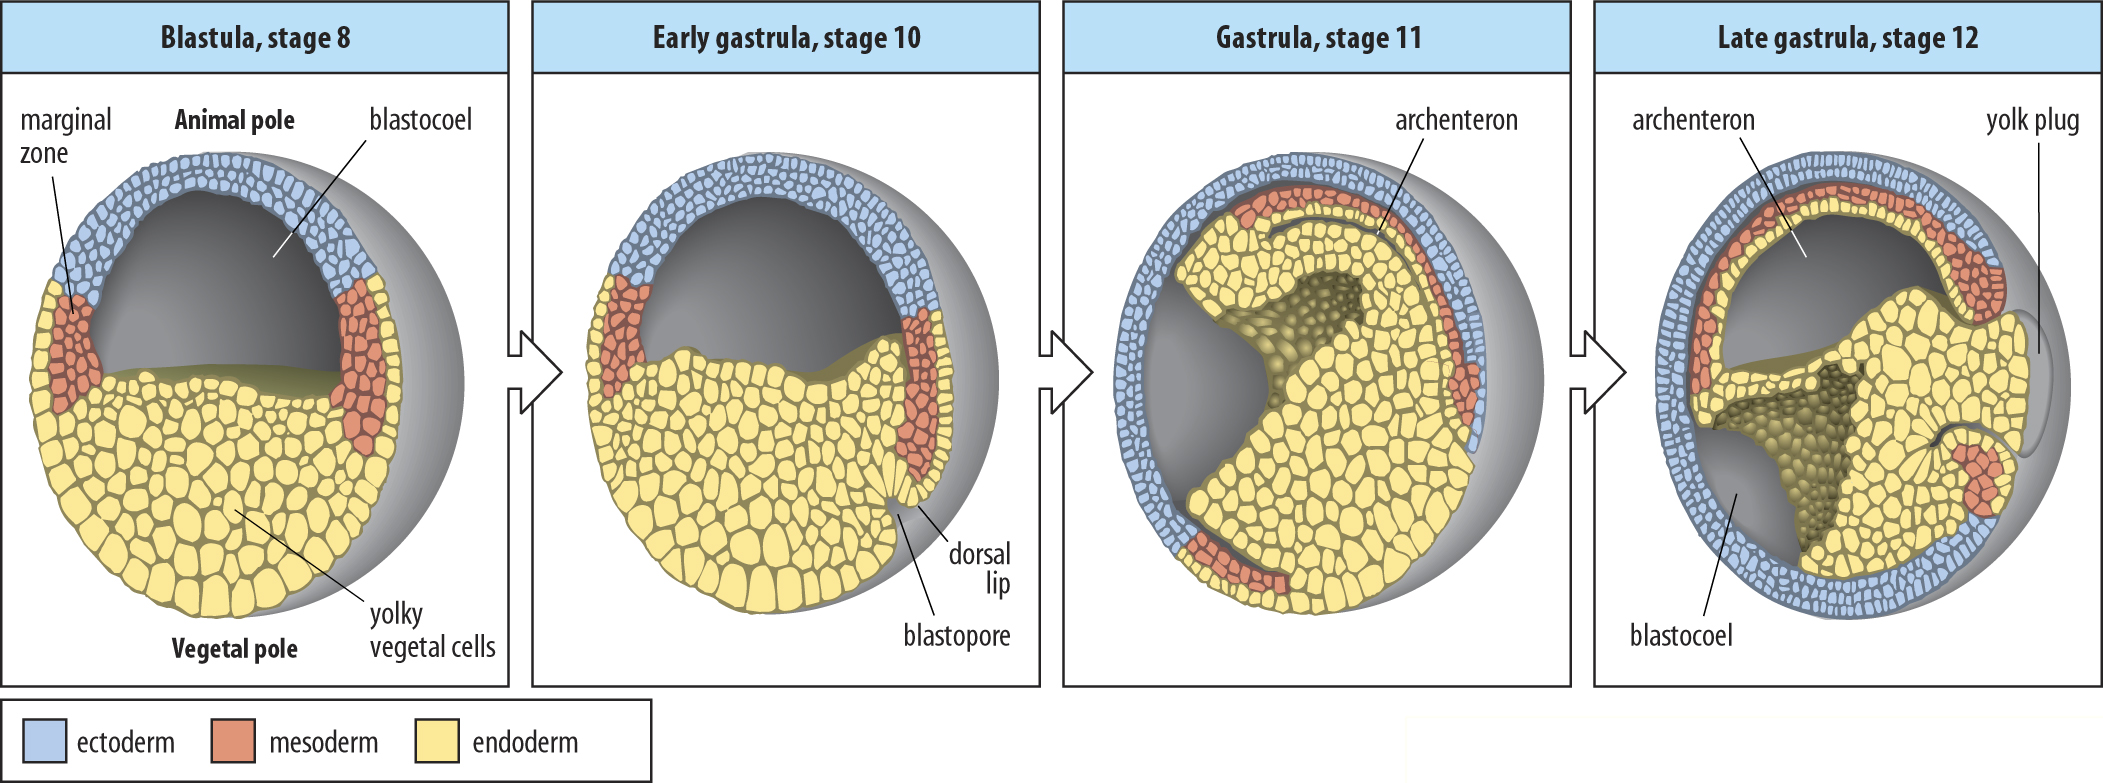 Blastula, stage 8
marginal
zone
Animal pole
blastocoel
yolky
vegetal cells
Vegetal pole
Early gastrula, stage 10
dorsal
lip
blastopore
Gastrula, stage 11
archenteron
Late gastrula, stage 12
archenteron
yolk plug
blastocoel
ectoderm
mesoderm
endoderm